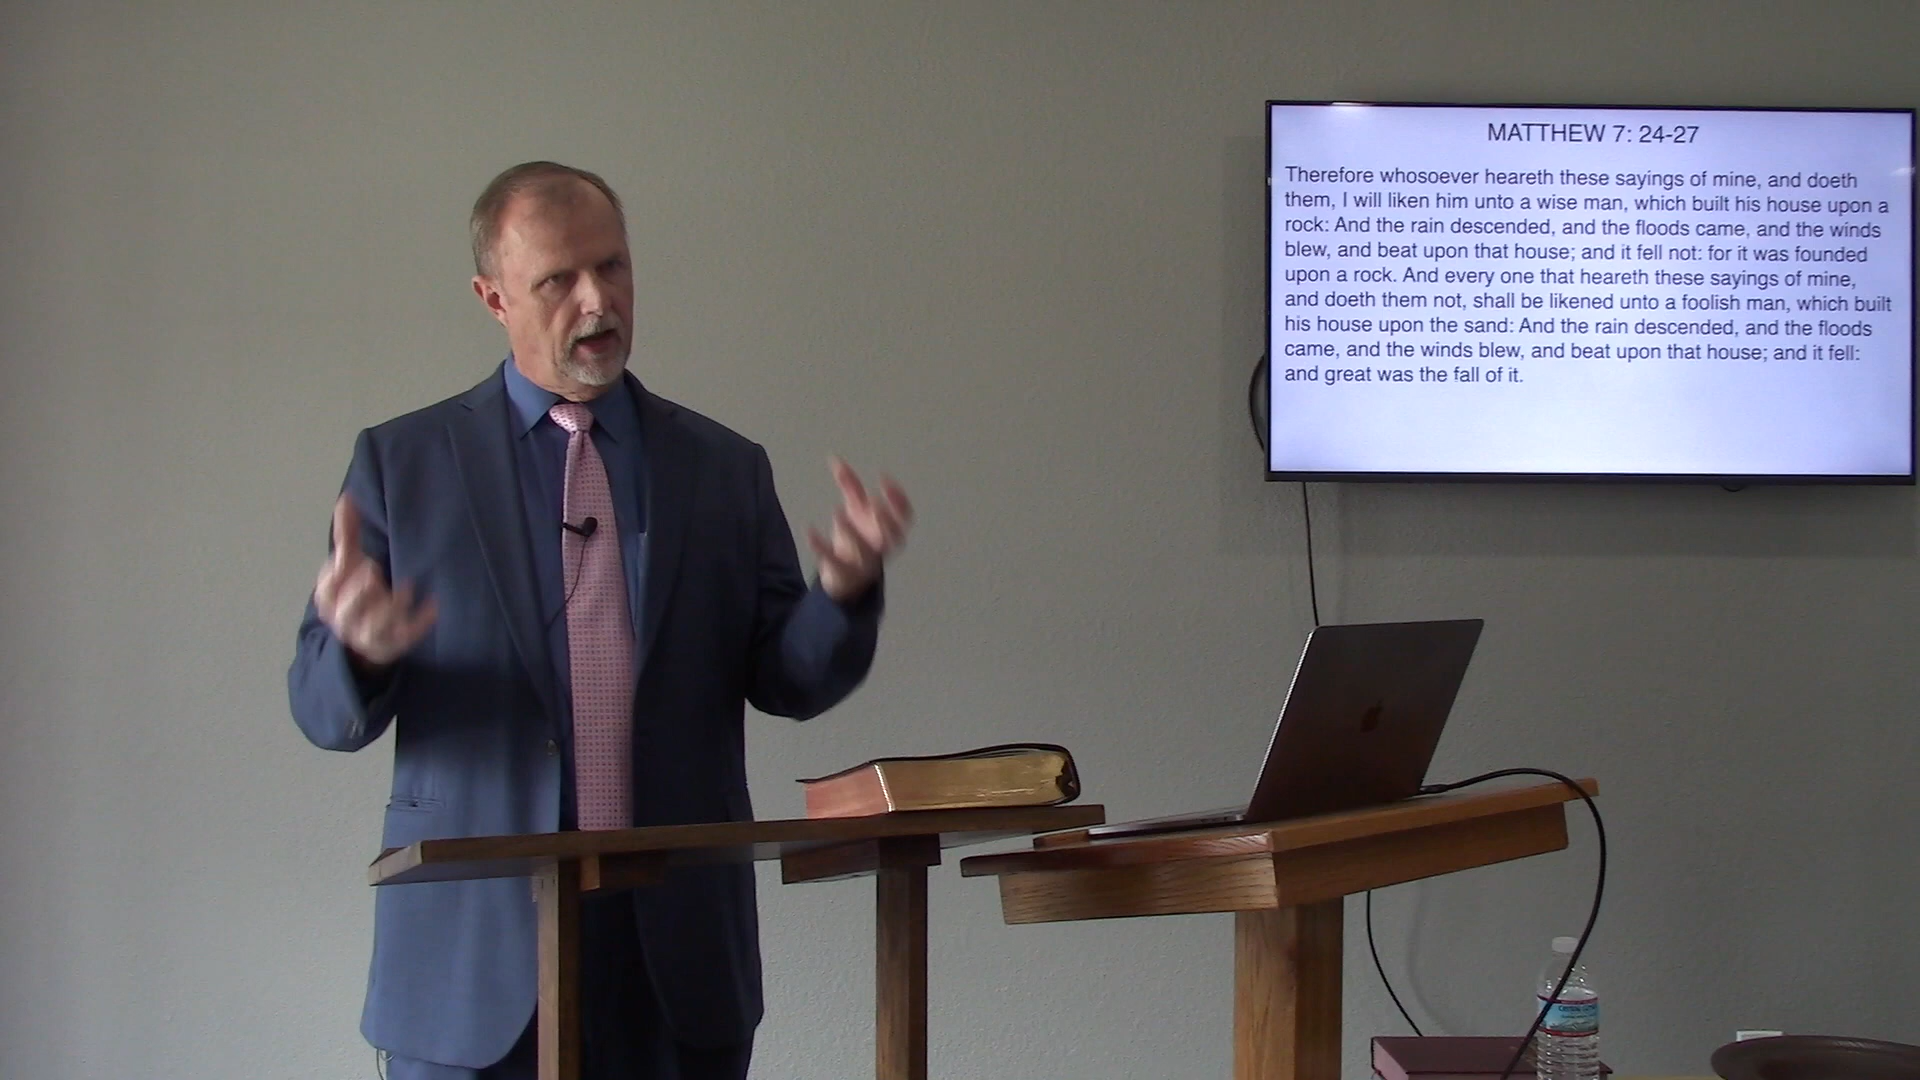 MATTHEW 7: 24-27
Therefore whosoever heareth these sayings of mine, and doeth
them, I will liken him unto a wise man, which built his house upon a
rock: And the rain descended, and the floods came, and the winds
blew, and beat upon that house; and it fell not: for it was founded
upon a rock. And every one that heareth these sayings of mine,
and doeth them not, shall be likened unto a foolish man, which built
his house upon the sand: And the rain descended, and the floods
came, and the winds blew, and beat upon that house; and it fell:
and great was the fall of it.